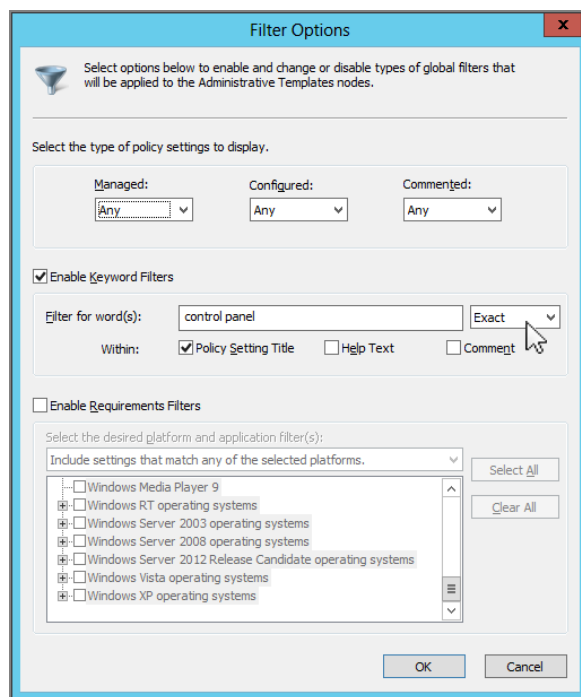 Filter Options
x
Select options below to enable and change or disable types of global filters that
will be applied to the Administrative Templates nodes.
Select the type of policy settings to display.
Managed: Configured: Commented:
Any Any Any
Enable Keyword Filters
Filter for word(s): control panel Exact
Within: Policy Setting Title Help Text Comment
Enable Requirements Filters
Select the desired platform and application filter(s):
Include settings that match any of the selected platforms.
Select All
Windows Media Player 9
Windows RT operating systems
Clear All
Windows Server 2003 operating systems
Windows Server 2008 operating systems
Windows Server 2012 Release Candidate operating systems
Windows Vista operating systems
Windows XP operating systems
OK Cancel